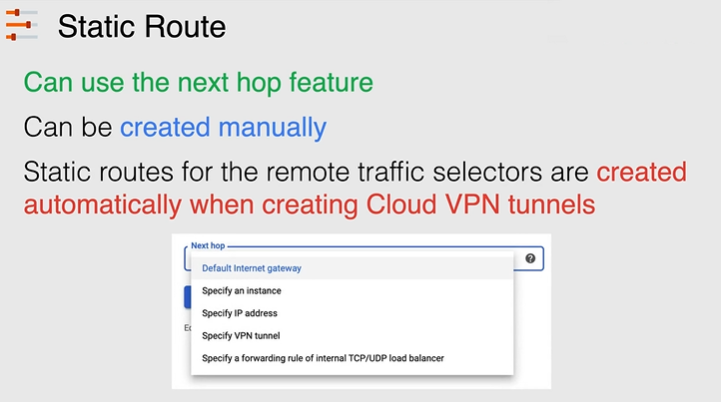 Static Route
Can use the next hop feature
Can be created manually
Static routes for the remote traffic selectors are created
automatically when creating Cloud VPN tunnels
Next hop
Default Internet gateway
Specify an instance
Specify IP address
Specify VPN tunnel
Specify a forwarding rule of internal TCP/UDP load balancer